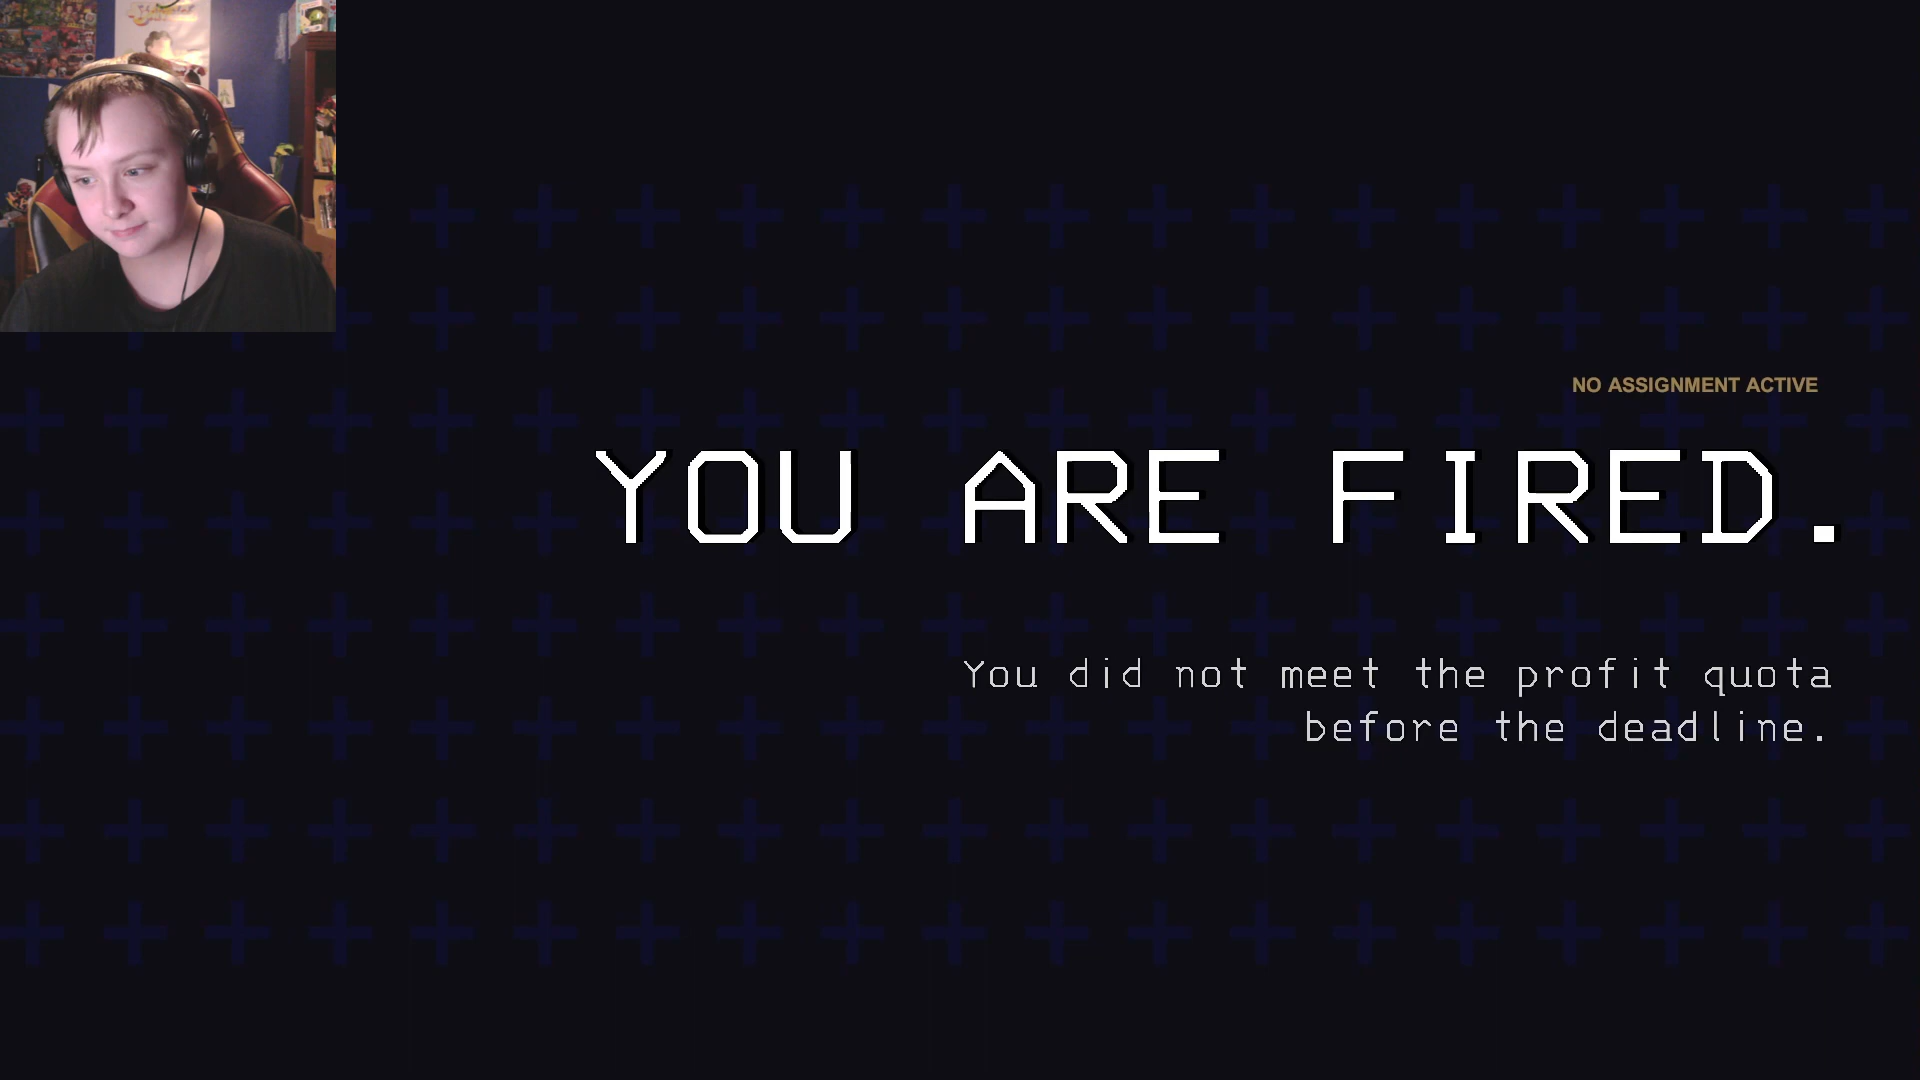 NO ASSIGNMENT ACTIVE
YOU ARE FIRED.
You did not meet the profit quota
before the deadline.